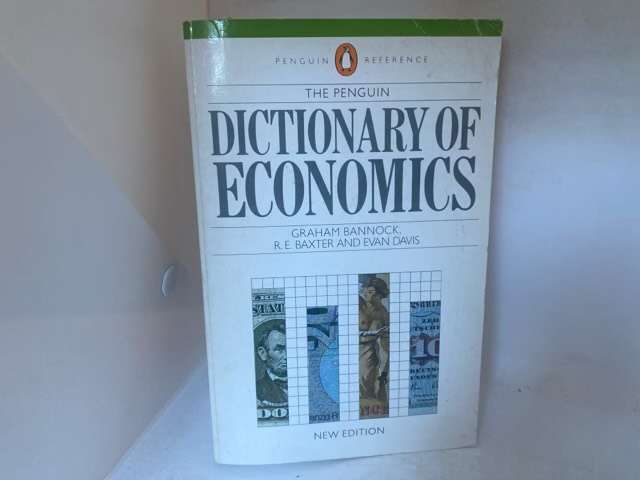 PENGUIN REFERENCE
THE PENGUIN
DICTIONARY OF
ECONOMICS
GRAHAM BANNOCK,
R. E. BAXTER AND EVAN DAVIS
NEW EDITION